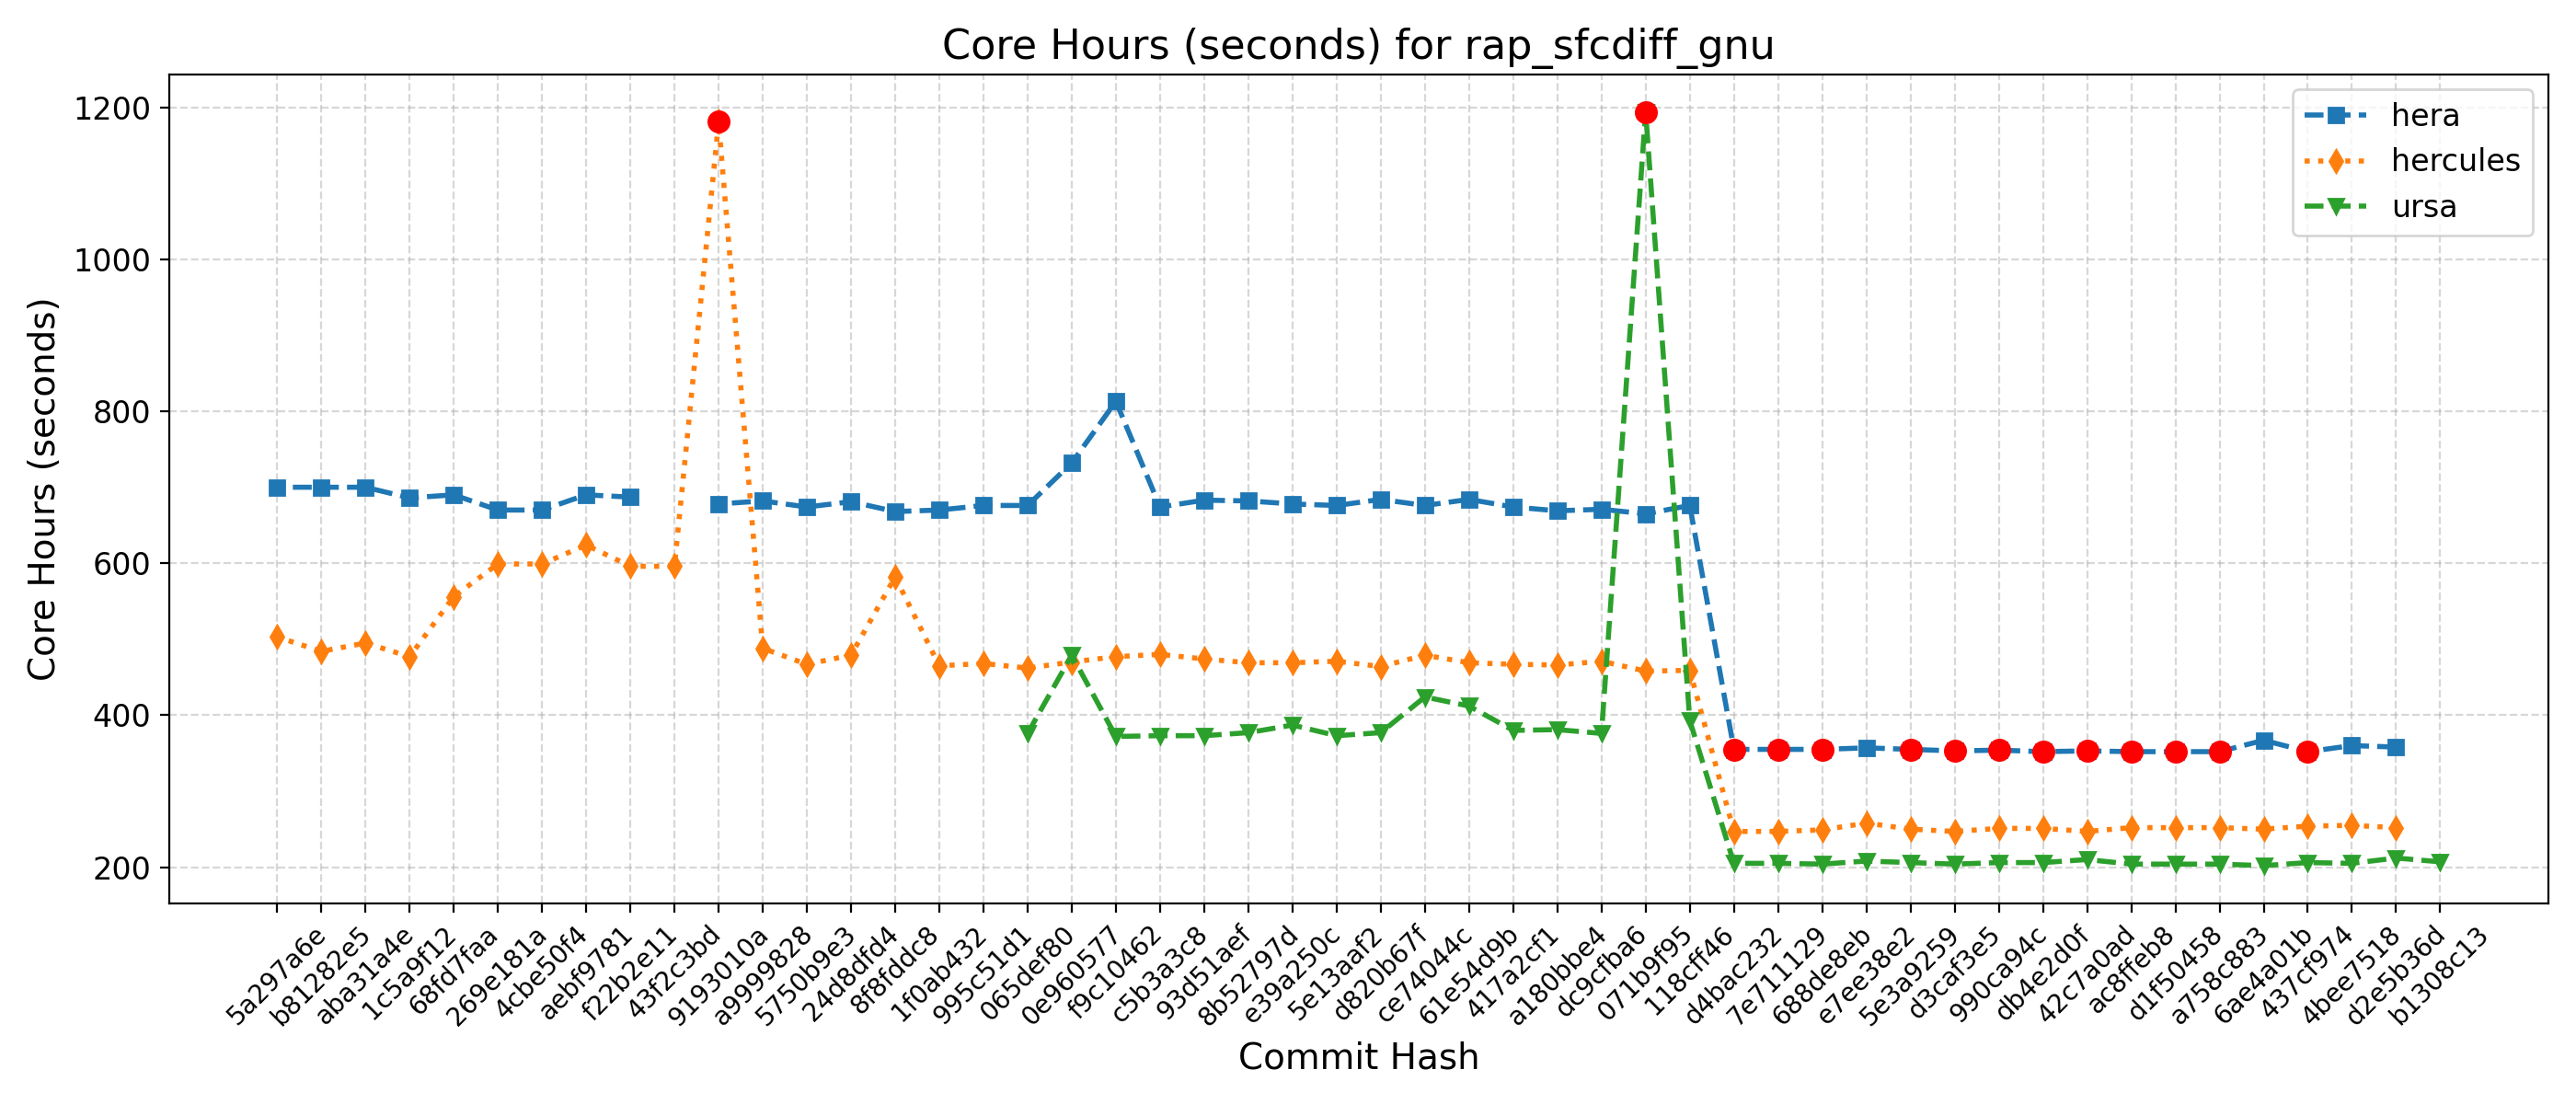 Core Hours (seconds) for rap_sfcdiff_gnu
hera
hercules
ursa
Core Hours (seconds)
1200
1000
800
600
400
200
5a297a6e
b81282e5
aba31a4e
1c5a9f12
68fd7faa
269e181a
4cbe50f4
aebf9781
f22b2e11
43f2c3bd
9193010a
a9999828
5750b9e3
24d8dfd4
8f8fddc8
1f0ab432
995c51d1
065def80
0e960577
f9c10462
c5b3a3c8
93d51aef
8b52797d
e39a250c
5e13aaf2
d820b67f
ce74044c
61e54d9b
417a2cf1
a180bbe4
dc9cfba6
071b9f95
118cff46
d4bac232
7e711129
688de8eb
e7ee38e2
5e3a9259
d3caf3e5
990ca94c
db4e2d0f
42c7a0ad
ac8ffeb8
d1f50458
a758c883
6ae4a01b
437cf974
4bee7518
d2e5b36d
b1308c13
Commit Hash